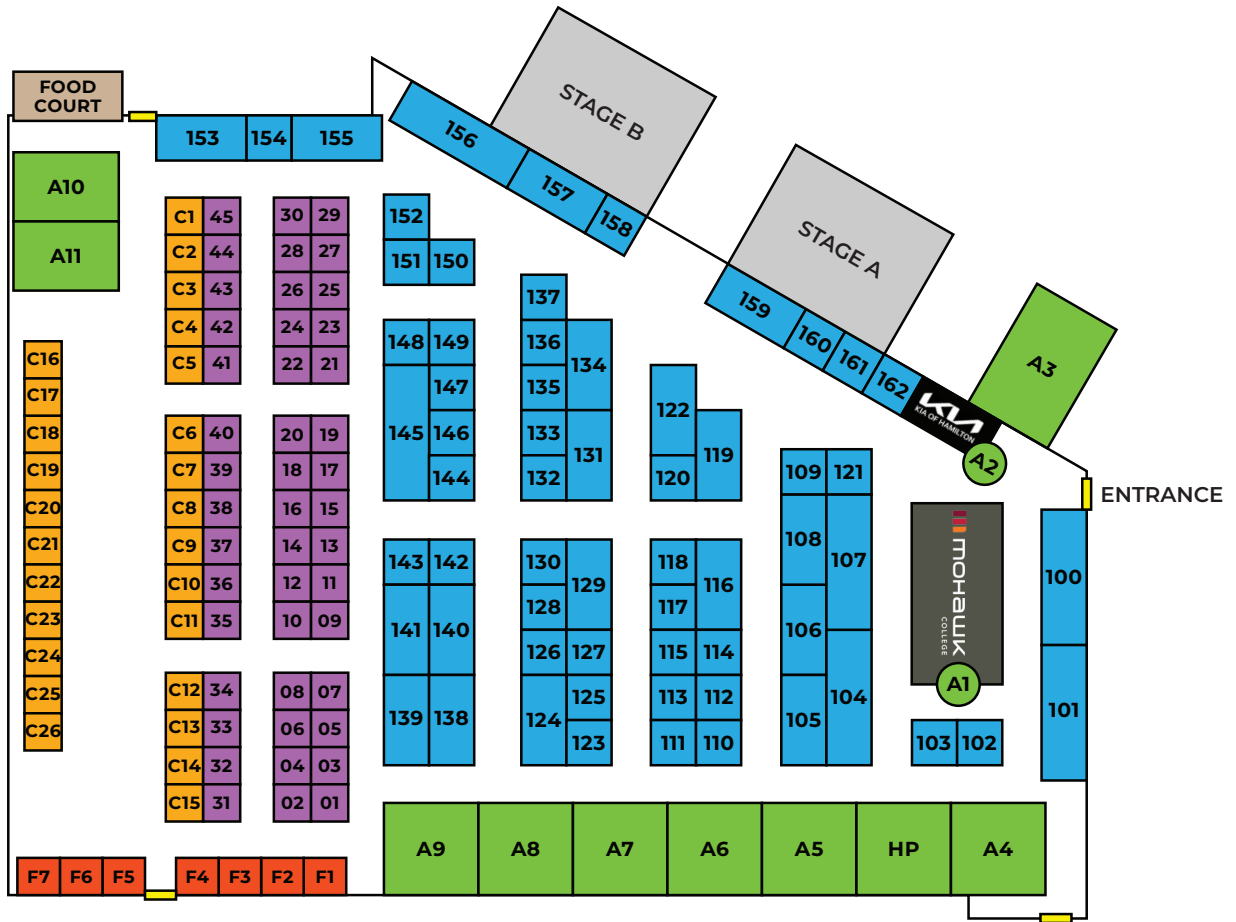 FOOD
COURT
STAGE B
STAGE A
153 154 155
156
157
158
159
160
161
162
KIA
KIA OF HAMILTON
A3
A2
ENTRANCE
A10
A11
C1 45 30 29
C2 44 28 27
C3 43 26 25
C4 42 24 23
C5 41 22 21
152
151 150
137
148 149
136
134
147
135
145
146
133
131
144
132
122
119
120
109 121
108
107
106
105
104
C16
C17
C18
C19
C20
C21
C22
C23
C24
C25
C26
C6 40 20 19
C7 39 18 17
C8 38 16 15
C9 37 14 13
C10 36 12 11
C11 35 10 09
143 142
141 140
139 138
130
129
128
126 127
125
124
123
118
116
117
115 114
113 112
111 110
mohawk
COLLEGE
A1
100
101
103 102
C12 34 08 07
C13 33 06 05
C14 32 04 03
C15 31 02 01
A9 A8 A7 A6 A5 HP A4
F7 F6 F5 F4 F3 F2 F1